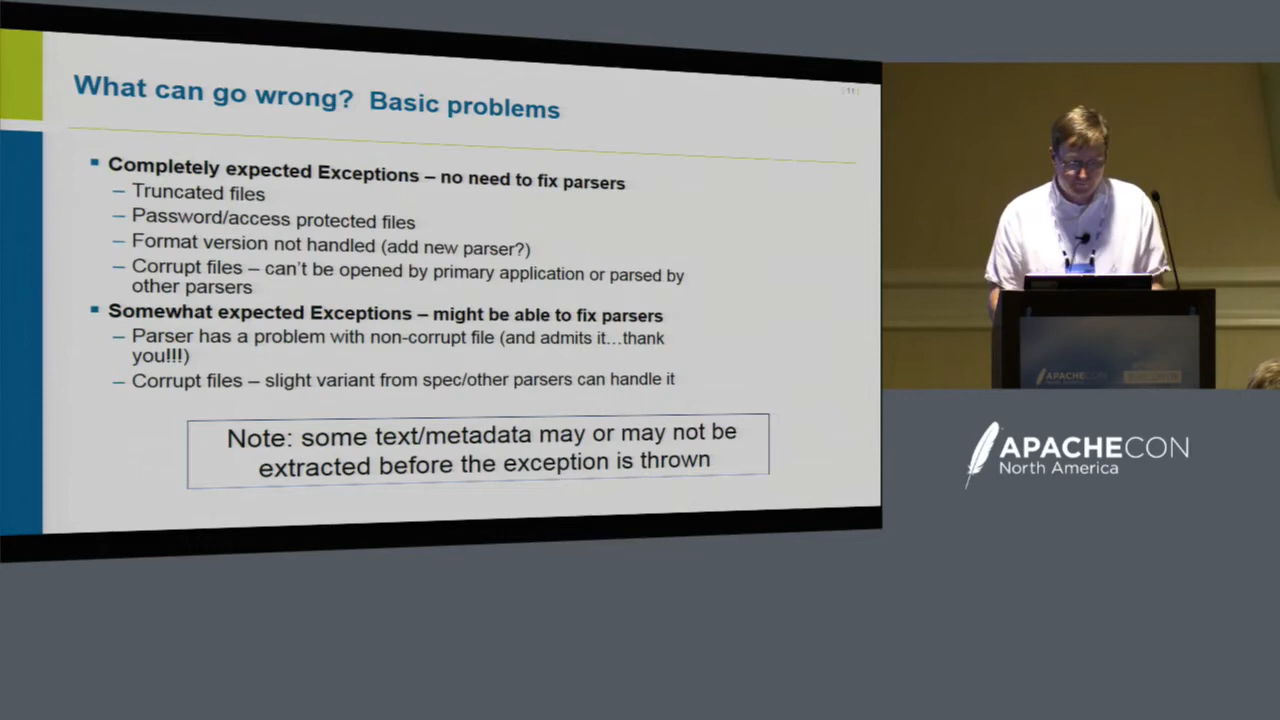 What can go wrong? Basic problems
11
▪ Completely expected Exceptions – no need to fix parsers
– Truncated files
– Password/access protected files
– Format version not handled (add new parser?)
– Corrupt files – can't be opened by primary application or parsed by
other parsers
▪ Somewhat expected Exceptions – might be able to fix parsers
– Parser has a problem with non-corrupt file (and admits it...thank
you!!!)
– Corrupt files – slight variant from spec/other parsers can handle it
Note: some text/metadata may or may not be
extracted before the exception is thrown
APACHECON
APACHECON
North America